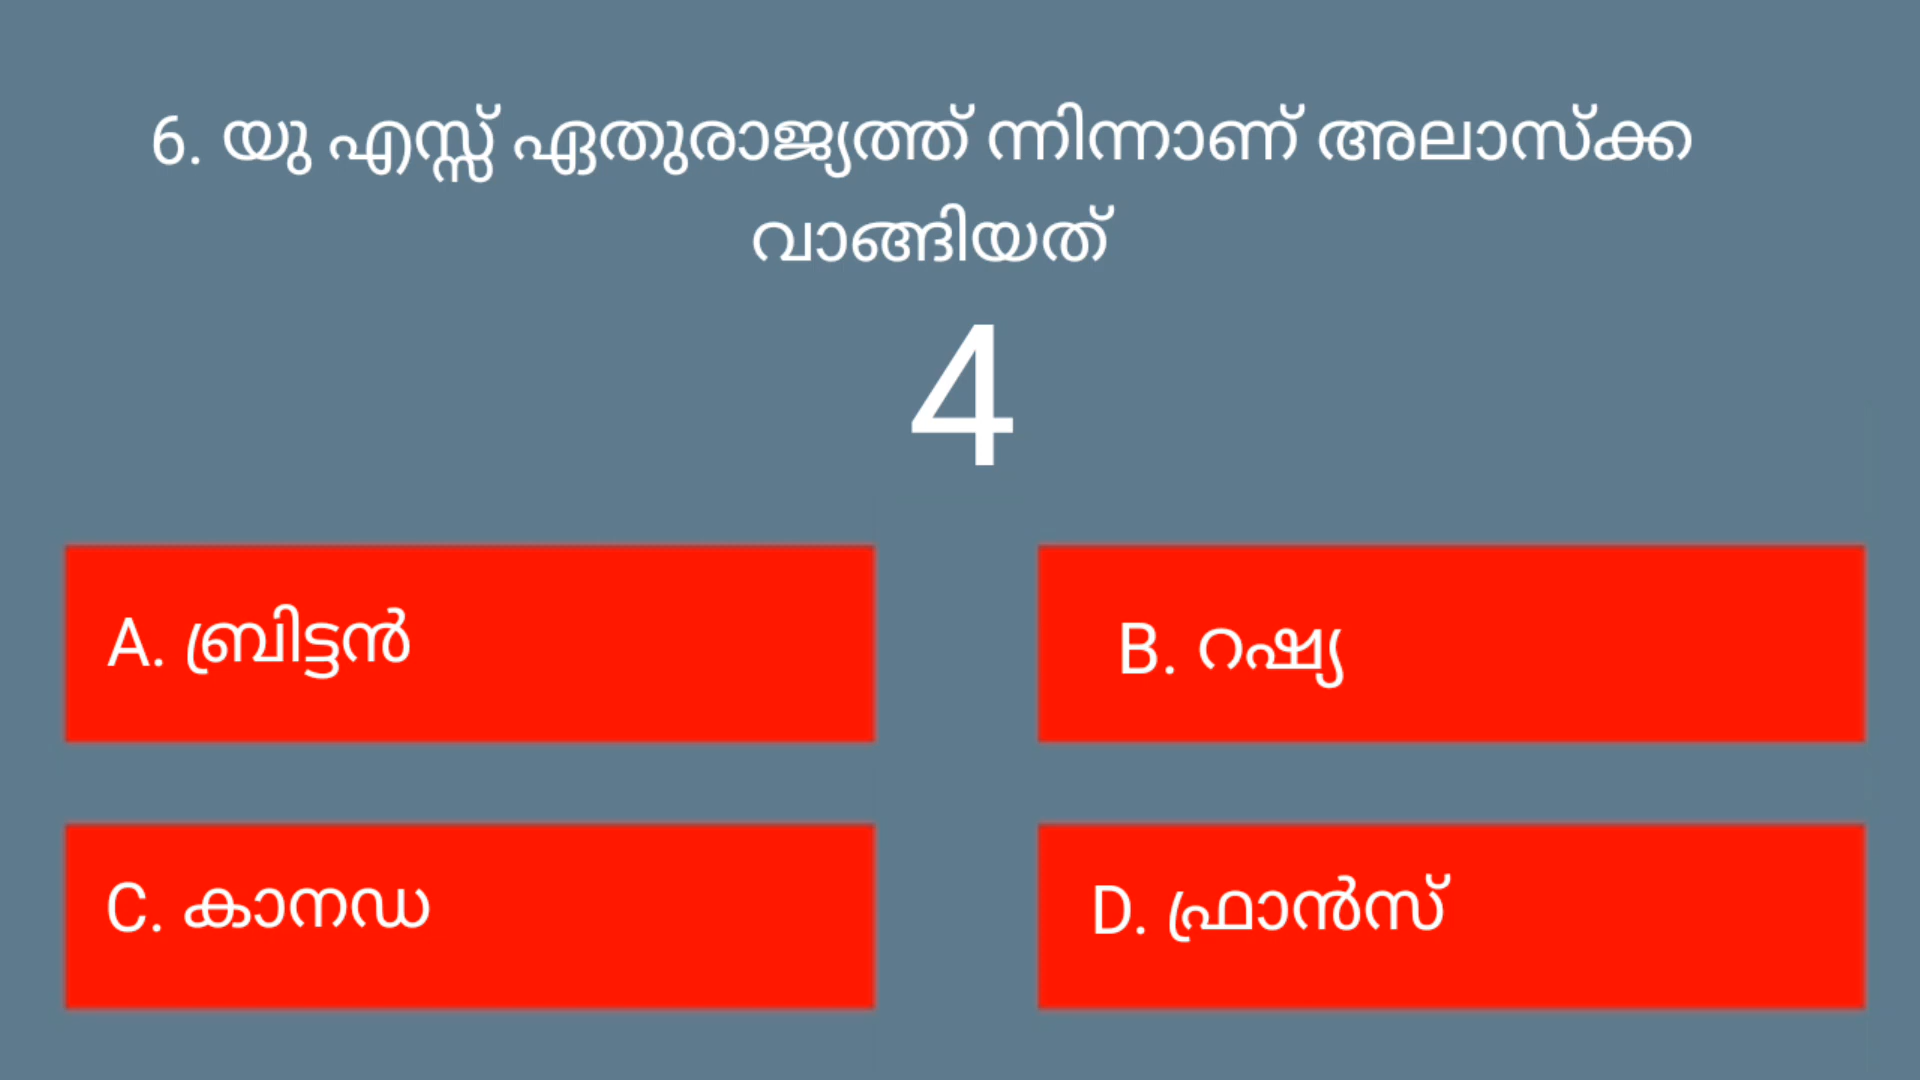 6. യു എസ്സ് ഏതുരാജ്യത്ത് ന്നിന്നാണ് അലാസ്ക്ക
വാങ്ങിയത്
4
A. ബ്രിട്ടൻ
B. റഷ്യ
C. കാനഡ
D. ഫ്രാൻസ്